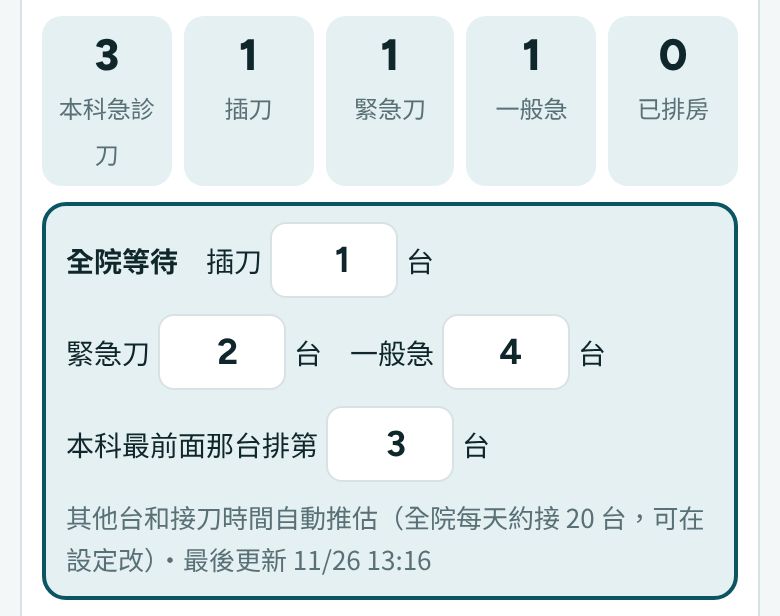 3
本科急診
刀
1
插刀
1
緊急刀
1
一般急
0
已排房
全院等待 插刀 1 台
緊急刀 2 台 一般急 4 台
本科最前面那台排第 3 台
其他台和接刀時間自動推估（全院每天約接 20 台，可在
設定改）・最後更新 11/26 13:16